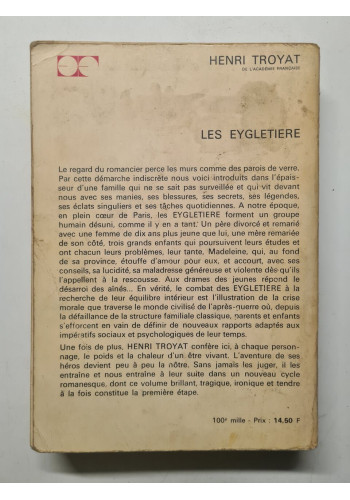 HENRI TROYAT
DE L'ACADÉMIE FRANÇAISE
LES EYGLETIERE
Le regard du romancier perce les murs comme des parois de verre.
Par cette démarche indiscrète nous voici introduits dans l'épais-
seur d'une famille qui ne se sait pas surveillée et qui vit devant
nous avec ses manies, ses blessures, ses secrets, ses légendes,
ses éclats singuliers et ses tâches quotidiennes. A notre époque,
en plein cœur de Paris, les EYGLETIERE forment un groupe
humain désuni, comme il y en a tant. Un père divorcé et remarié
avec une femme de dix ans plus jeune que lui, une mère remariée
de son côté, trois grands enfants qui poursuivent leurs études et
ont chacun leurs problèmes, leur tante, Madeleine, qui, au fond
de sa province, étouffe d'amour pour eux, et accourt, avec ses
conseils, sa lucidité, sa maladresse généreuse et violente dès qu'ils
l'appellent à la rescousse. Aux drames des jeunes répond le
désarroi des aînés... En vérité, le combat des EYGLETIERE à la
recherche de leur équilibre intérieur est l'illustration de la crise
morale que traverse le monde civilisé de l'après-guerre où, depuis
la défaillance de la structure familiale classique, parents et enfants
s'efforcent en vain de définir de nouveaux rapports adaptés aux
impératifs sociaux et psychologiques de leur temps.
Une fois de plus, HENRI TROYAT confère ici, à chaque person-
nage, le poids et la chaleur d'un être vivant. L'aventure de ses
héros devient peu à peu la nôtre. Sans jamais les juger, il les
entraîne et nous entraîne à leur suite dans un nouveau cycle
romanesque, dont ce volume brillant, tragique, ironique et tendre
à la fois constitue la première étape.
100e mille - Prix : 14,50 F